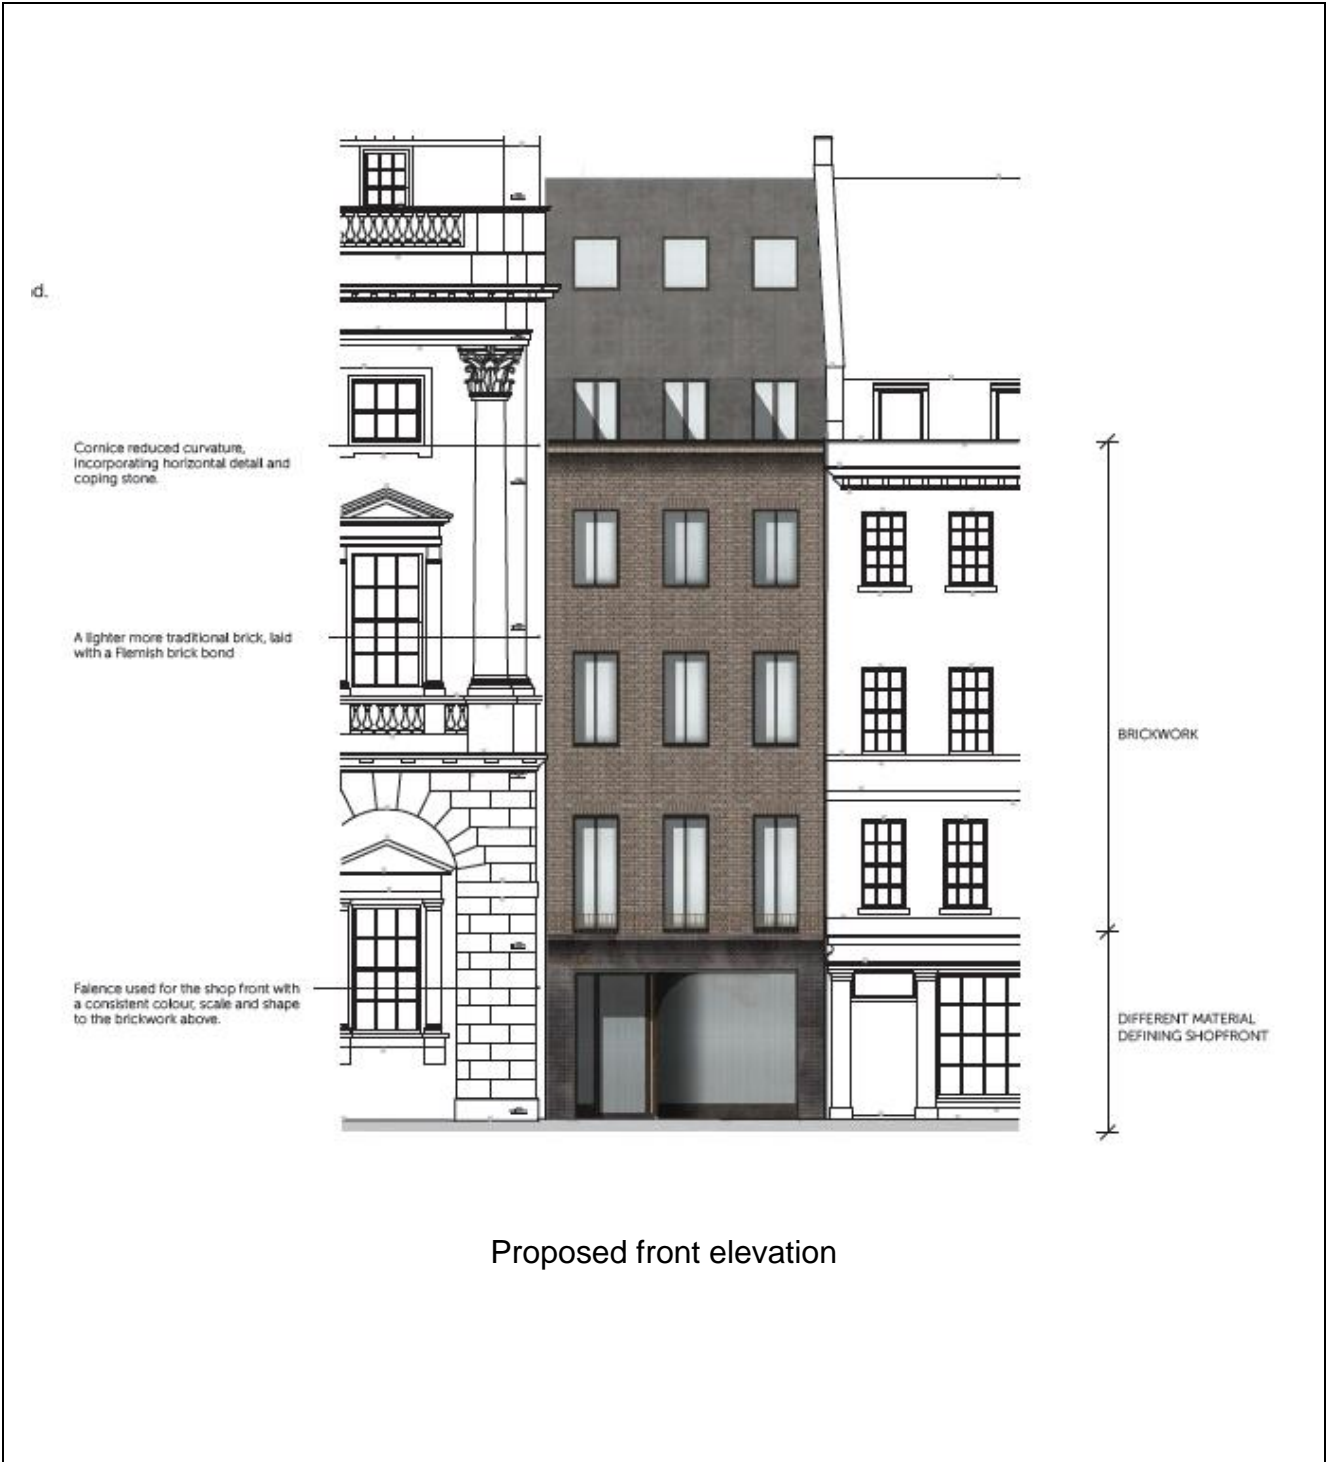 ıd.
Cornice reduced curvature,
incorporating horizontal detail and
coping stone.
A lighter more traditional brick, laid
with a Flemish brick bond
BRICKWORK
Faience used for the shop front with
a consistent colour, scale and shape
to the brickwork above.
DIFFERENT MATERIAL
DEFINING SHOPFRONT
Proposed front elevation